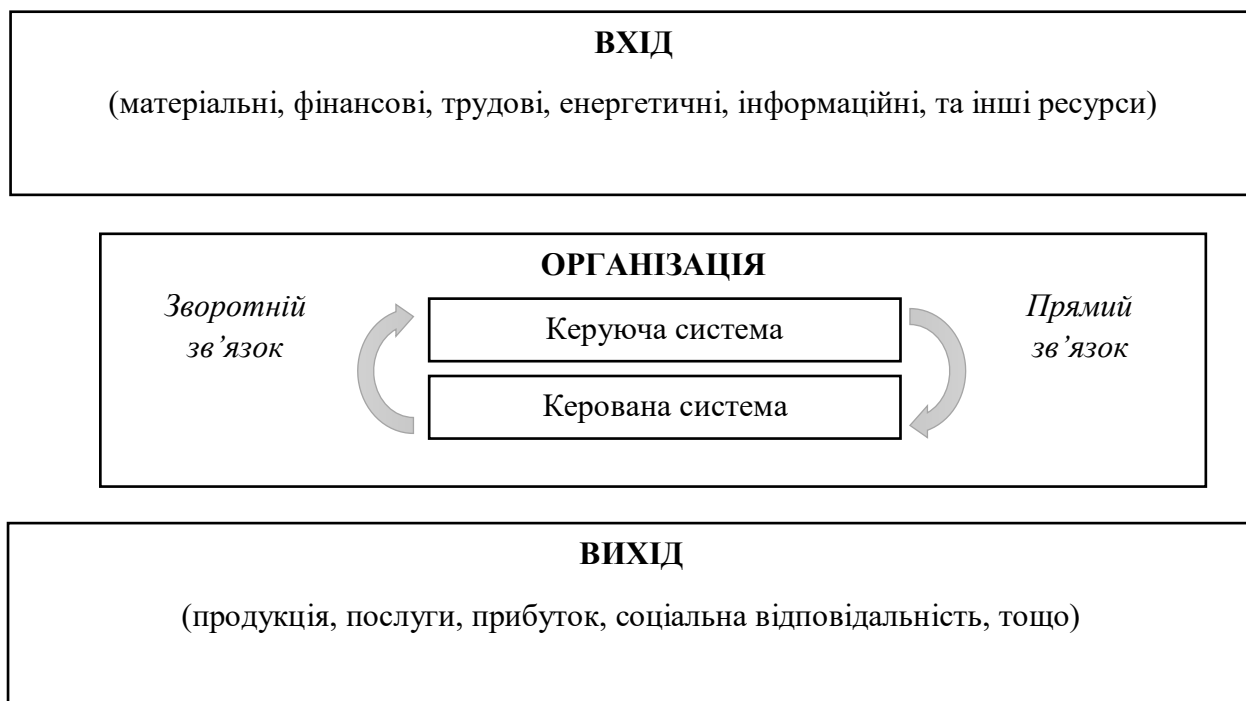 ВХІД
(матеріальні, фінансові, трудові, енергетичні, інформаційні, та інші ресурси)
ОРГАНІЗАЦІЯ
Зворотній
зв’язок
Керуюча система
Керована система
Прямий
зв’язок
ВИХІД
(продукція, послуги, прибуток, соціальна відповідальність, тощо)